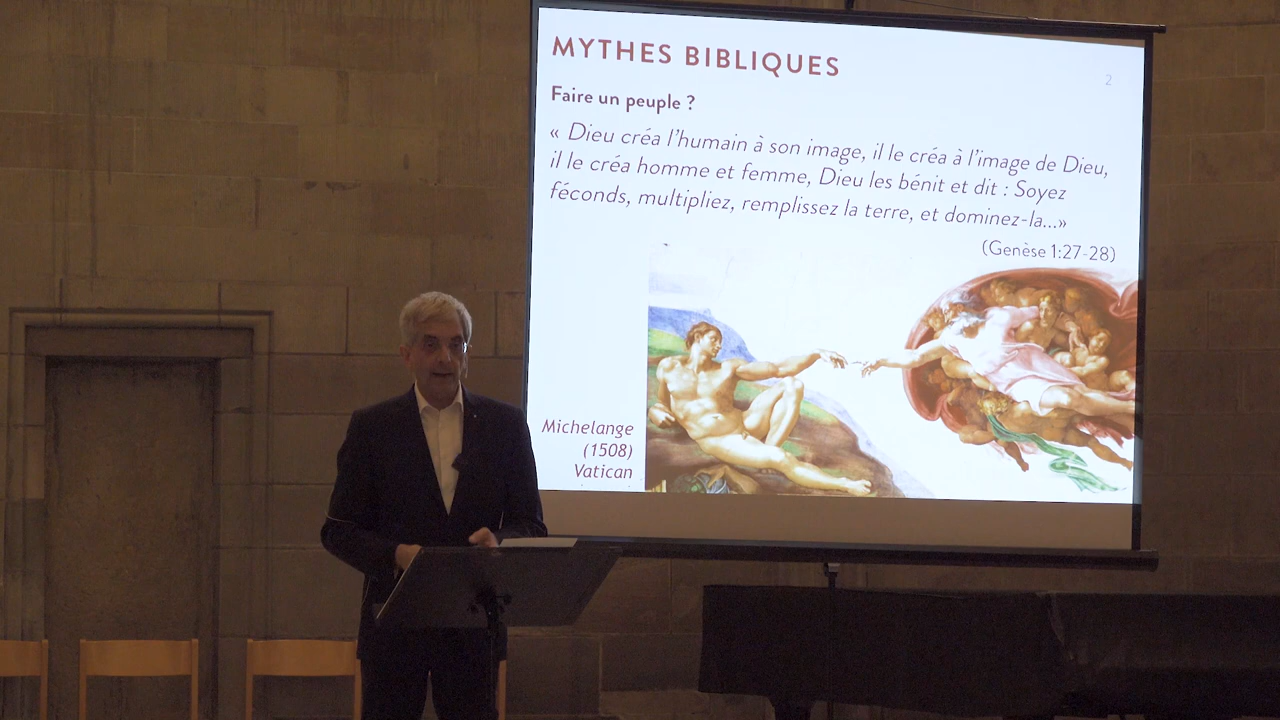 MYTHES BIBLIQUES
2
Faire un peuple ?
« Dieu créa l’humain à son image, il le créa à l’image de Dieu,
il le créa homme et femme, Dieu les bénit et dit : Soyez
féconds, multipliez, remplissez la terre, et dominez-la...»
(Genèse 1:27-28)
Michelange
(1508)
Vatican